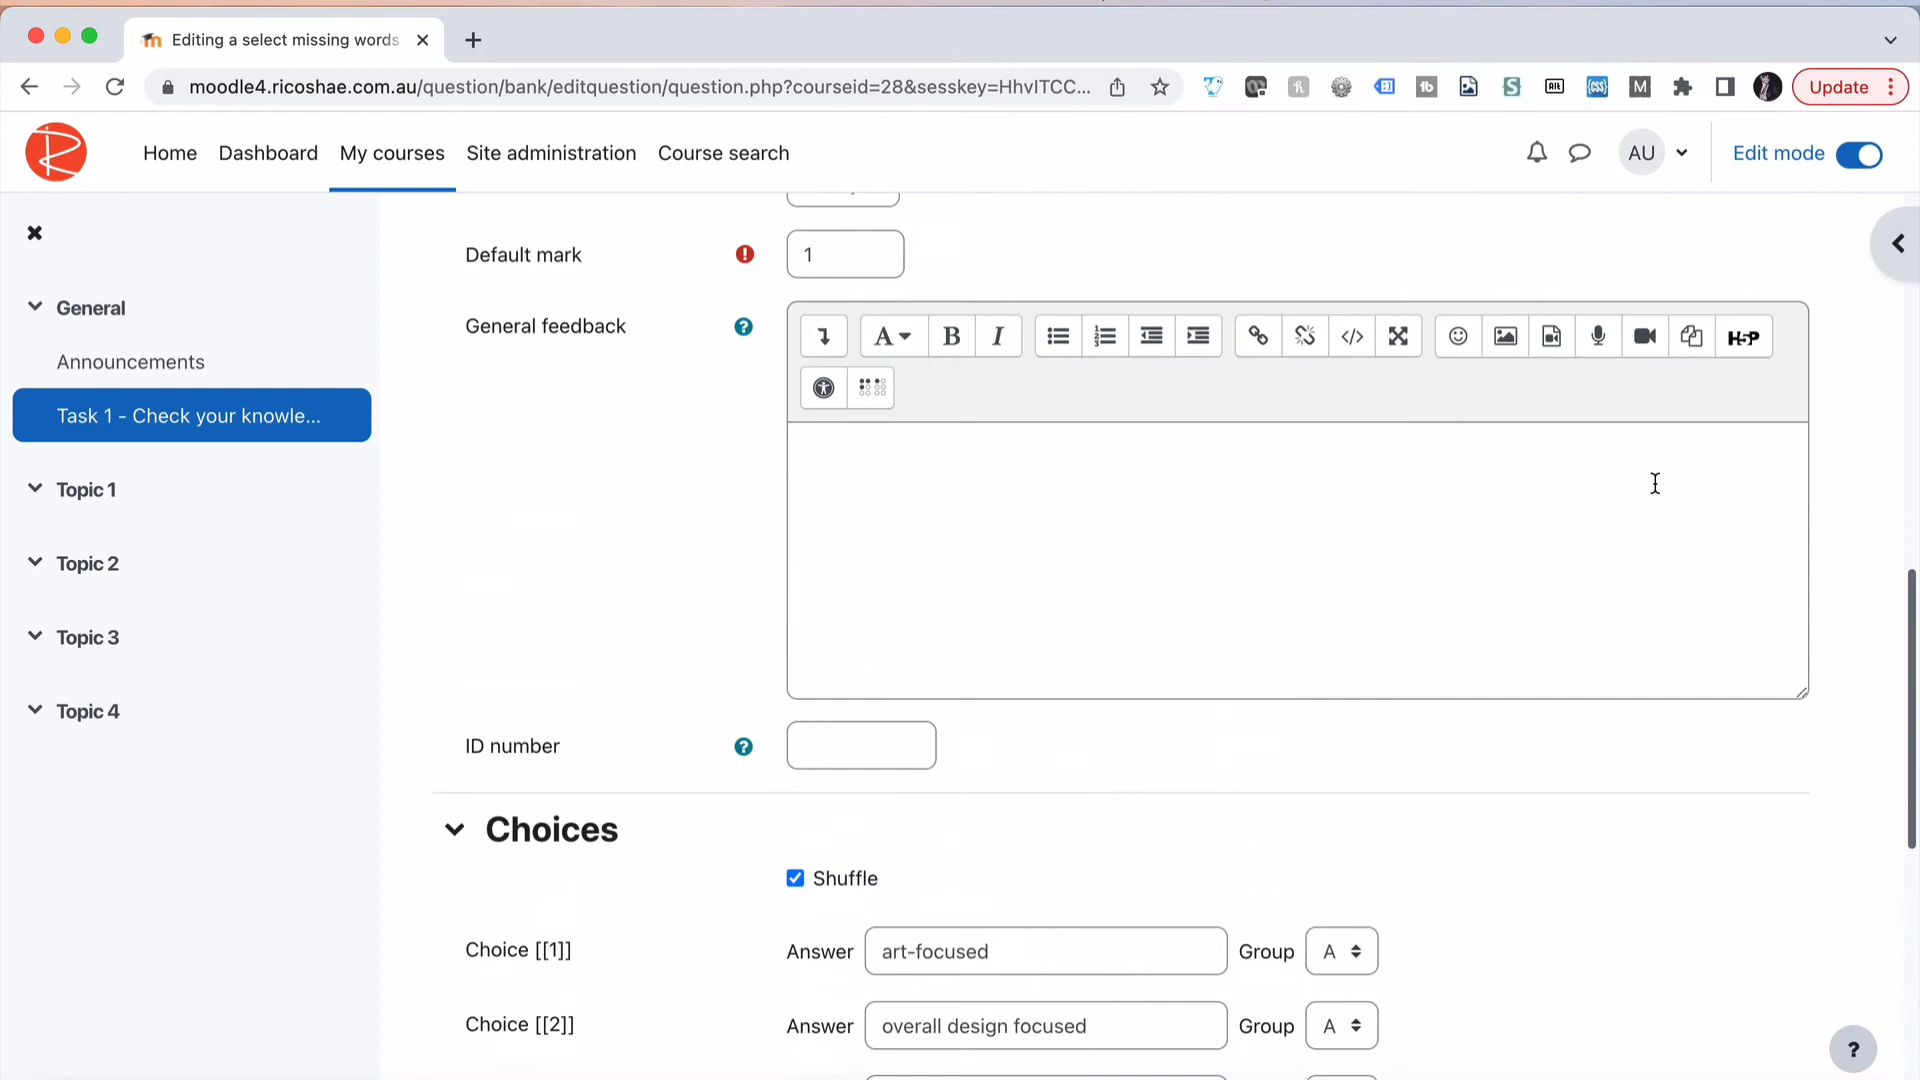 Editing a select missing words
moodle4.ricoshae.com.au/question/bank/editquestion/question.php?courseid=28&sesskey=HhvITCC...
Update
Home Dashboard My courses Site administration Course search
AU
Edit mode
General
Announcements
Task 1 - Check your knowle...
Topic 1
Topic 2
Topic 3
Topic 4
Default mark
1
General feedback
A B I
H5P
ID number
Choices
Shuffle
Choice [[1]] Answer art-focused Group A
Choice [[2]] Answer overall design focused Group A